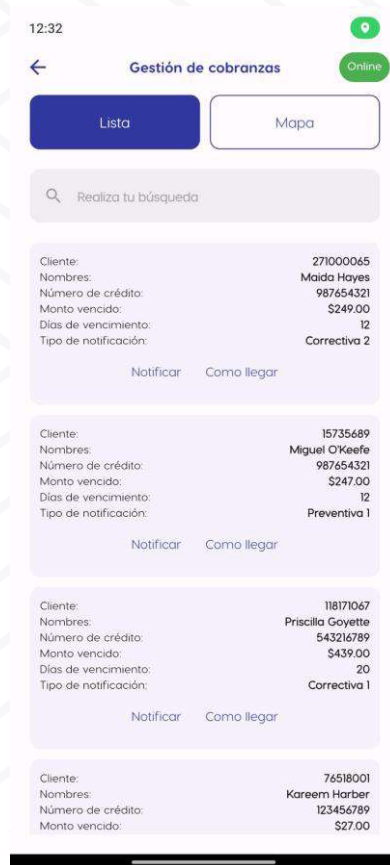 12:32
Gestión de cobranzas
Online
Lista
Mapa
Realiza tu búsqueda
Cliente: 271000065
Nombres: Maida Hayes
Número de crédito: 987654321
Monto vencido: $249.00
Días de vencimiento: 12
Tipo de notificación: Correctiva 2
Notificar Como llegar
Cliente: 15735689
Nombres: Miguel O'Keefe
Número de crédito: 987654321
Monto vencido: $247.00
Días de vencimiento: 12
Tipo de notificación: Preventiva 1
Notificar Como llegar
Cliente: 118171067
Nombres: Priscilla Goyette
Número de crédito: 543216789
Monto vencido: $439.00
Días de vencimiento: 20
Tipo de notificación: Correctiva 1
Notificar Como llegar
Cliente: 76518001
Nombres: Kareem Harber
Número de crédito: 123456789
Monto vencido: $27.00